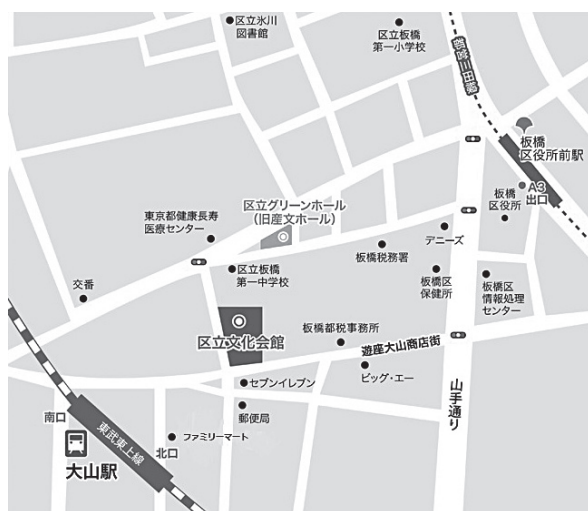 区立氷川
図書館
区立板橋
第一小学校
都営三田線
板橋
区役所前駅
A3
出口
板橋
区役所
区立グリーンホール
(旧産文ホール)
東京都健康長寿
医療センター
デニーズ
板橋税務署
区立板橋
第一中学校
板橋区
保健所
板橋区
情報処理
センター
交番
区立文化会館
板橋都税事務所
遊座大山商店街
ビッグ・エー
セブンイレブン
山手通り
郵便局
南口
東武東上線
ファミリーマート
北口
大山駅